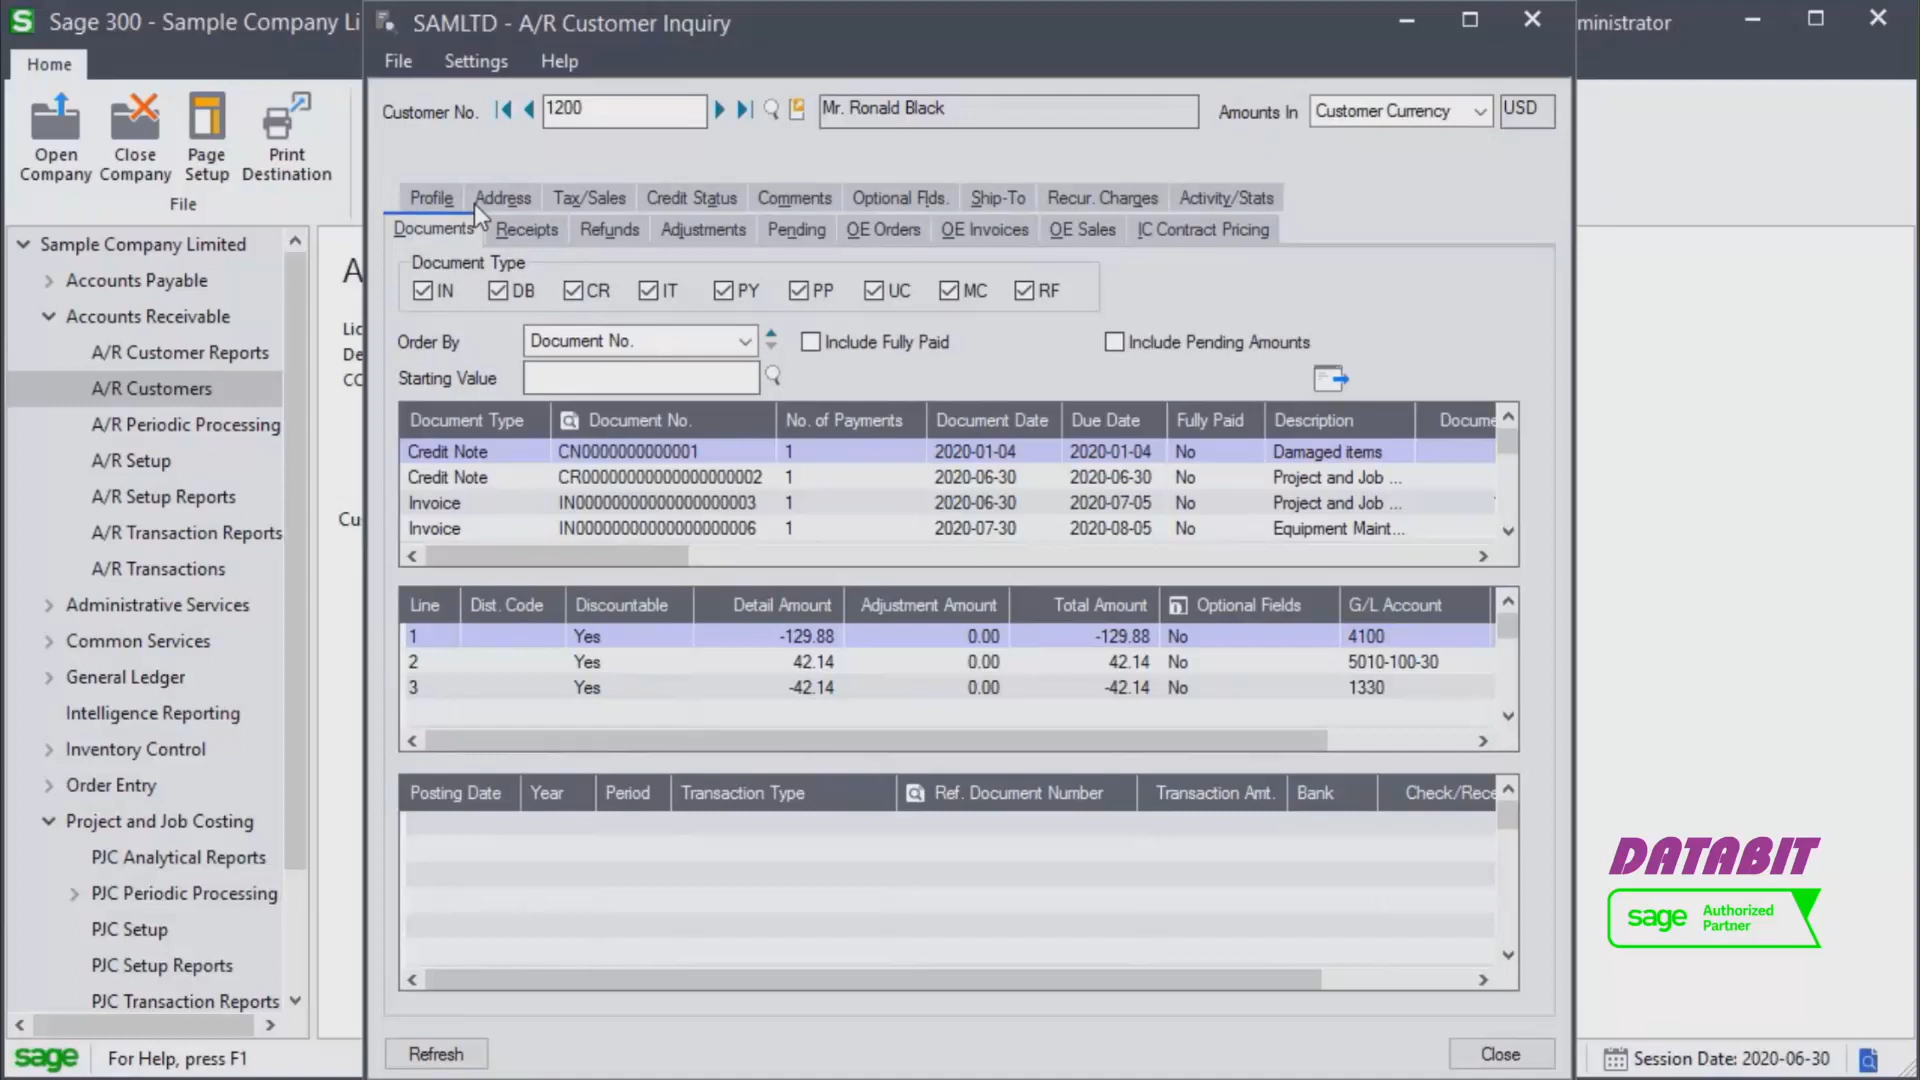 Sage 300 - Sample Company Li
Home
Open Company
Close Company
Page Setup
Print Destination
File
Sample Company Limited
Accounts Payable
Accounts Receivable
A/R Customer Reports
A/R Customers
A/R Periodic Processing
A/R Setup
A/R Setup Reports
A/R Transaction Reports
A/R Transactions
Administrative Services
Common Services
General Ledger
Intelligence Reporting
Inventory Control
Order Entry
Project and Job Costing
PJC Analytical Reports
PJC Periodic Processing
PJC Setup
PJC Setup Reports
PJC Transaction Reports
sage For Help, press F1
A
Lic
De
CC
Cu
SAMLTD - A/R Customer Inquiry
File Settings Help
Customer No. 1200 Mr. Ronald Black Amounts In Customer Currency USD
Profile Address Tax/Sales Credit Status Comments Optional Flds. Ship-To Recur. Charges Activity/Stats
Documents Receipts Refunds Adjustments Pending OE Orders OE Invoices OE Sales IC Contract Pricing
Document Type
IN DB CR IT PY PP UC MC RF
Order By Document No. Include Fully Paid Include Pending Amounts
Starting Value
Document Type Document No. No. of Payments Document Date Due Date Fully Paid Description Docume
Credit Note CN0000000000001 1 2020-01-04 2020-01-04 No Damaged items
Credit Note CR00000000000000000002 1 2020-06-30 2020-06-30 No Project and Job ...
Invoice IN00000000000000000003 1 2020-06-30 2020-07-05 No Project and Job ...
Invoice IN00000000000000000006 1 2020-07-30 2020-08-05 No Equipment Maint...
Line Dist. Code Discountable Detail Amount Adjustment Amount Total Amount Optional Fields G/L Account
1 Yes -129.88 0.00 -129.88 No 4100
2 Yes 42.14 0.00 42.14 No 5010-100-30
3 Yes -42.14 0.00 -42.14 No 1330
Posting Date Year Period Transaction Type Ref. Document Number Transaction Amt. Bank Check/Rece
Refresh Close
ministrator
DATABIT
sage Authorized Partner
Session Date: 2020-06-30